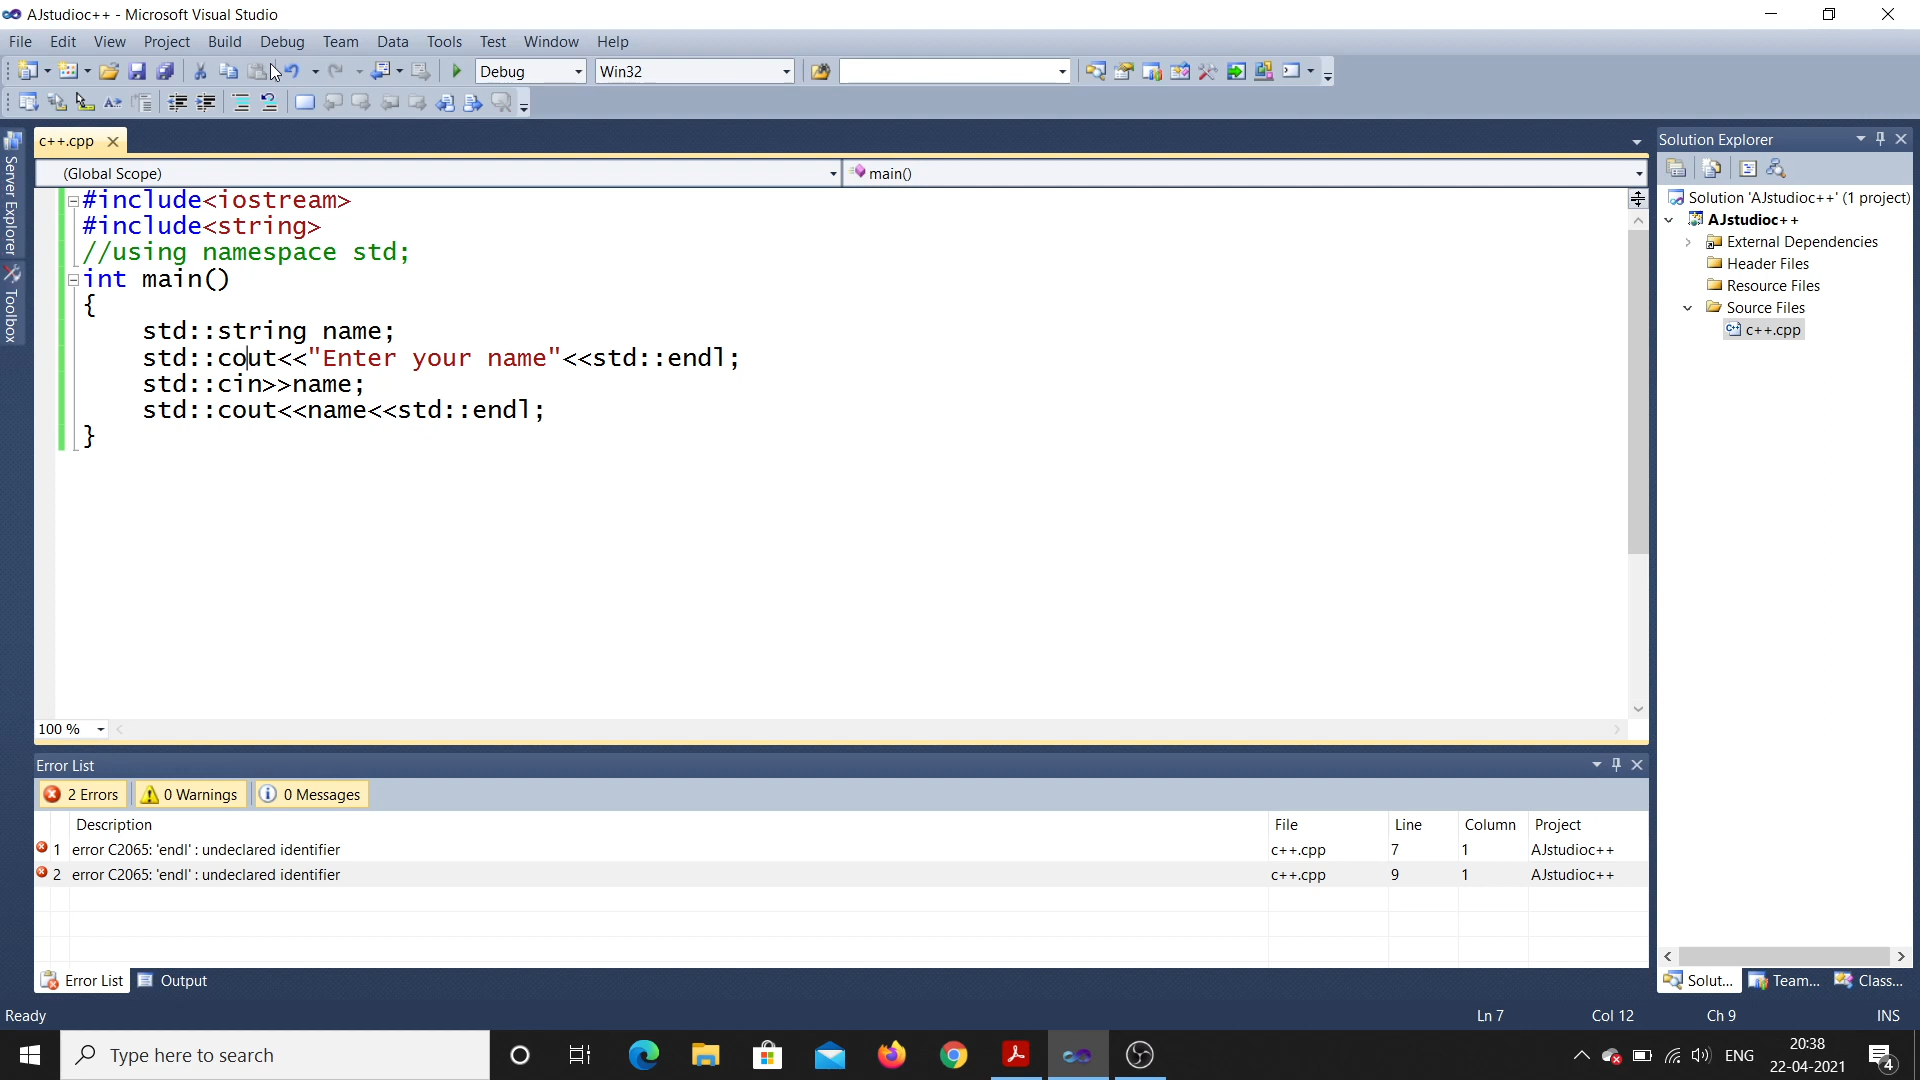 AJstudioc++ - Microsoft Visual Studio
File Edit View Project Build Debug Team Data Tools Test Window Help
Debug Win32
c++.cpp
(Global Scope) main()
#include<iostream>
#include<string>
//using namespace std;
int main()
{
std::string name;
std::cout<<"Enter your name"<<std::endl;
std::cin>>name;
std::cout<<name<<std::endl;
}
100 %
Server Explorer
Toolbox
Solution Explorer
Solution 'AJstudioc++' (1 project)
AJstudioc++
External Dependencies
Header Files
Resource Files
Source Files
c++.cpp
Error List
2 Errors 0 Warnings 0 Messages
Description File Line Column Project
1 error C2065: 'endl' : undeclared identifier c++.cpp 7 1 AJstudioc++
2 error C2065: 'endl' : undeclared identifier c++.cpp 9 1 AJstudioc++
Error List Output
Solut... Team... Class...
Ready Ln 7 Col 12 Ch 9 INS
Type here to search
ENG
20:38
22-04-2021
4